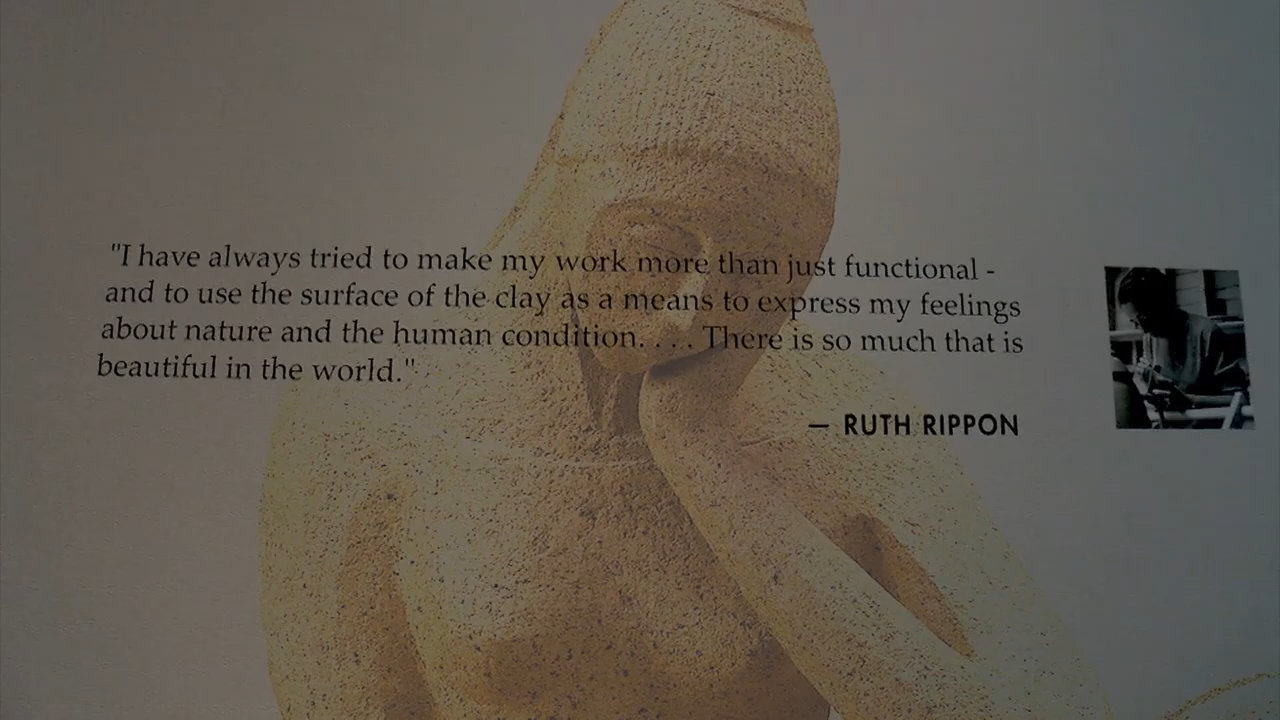 "I have always tried to make my work more than just functional -
and to use the surface of the clay as a means to express my feelings
about nature and the human condition. . . . There is so much that is
beautiful in the world."
— RUTH RIPPON